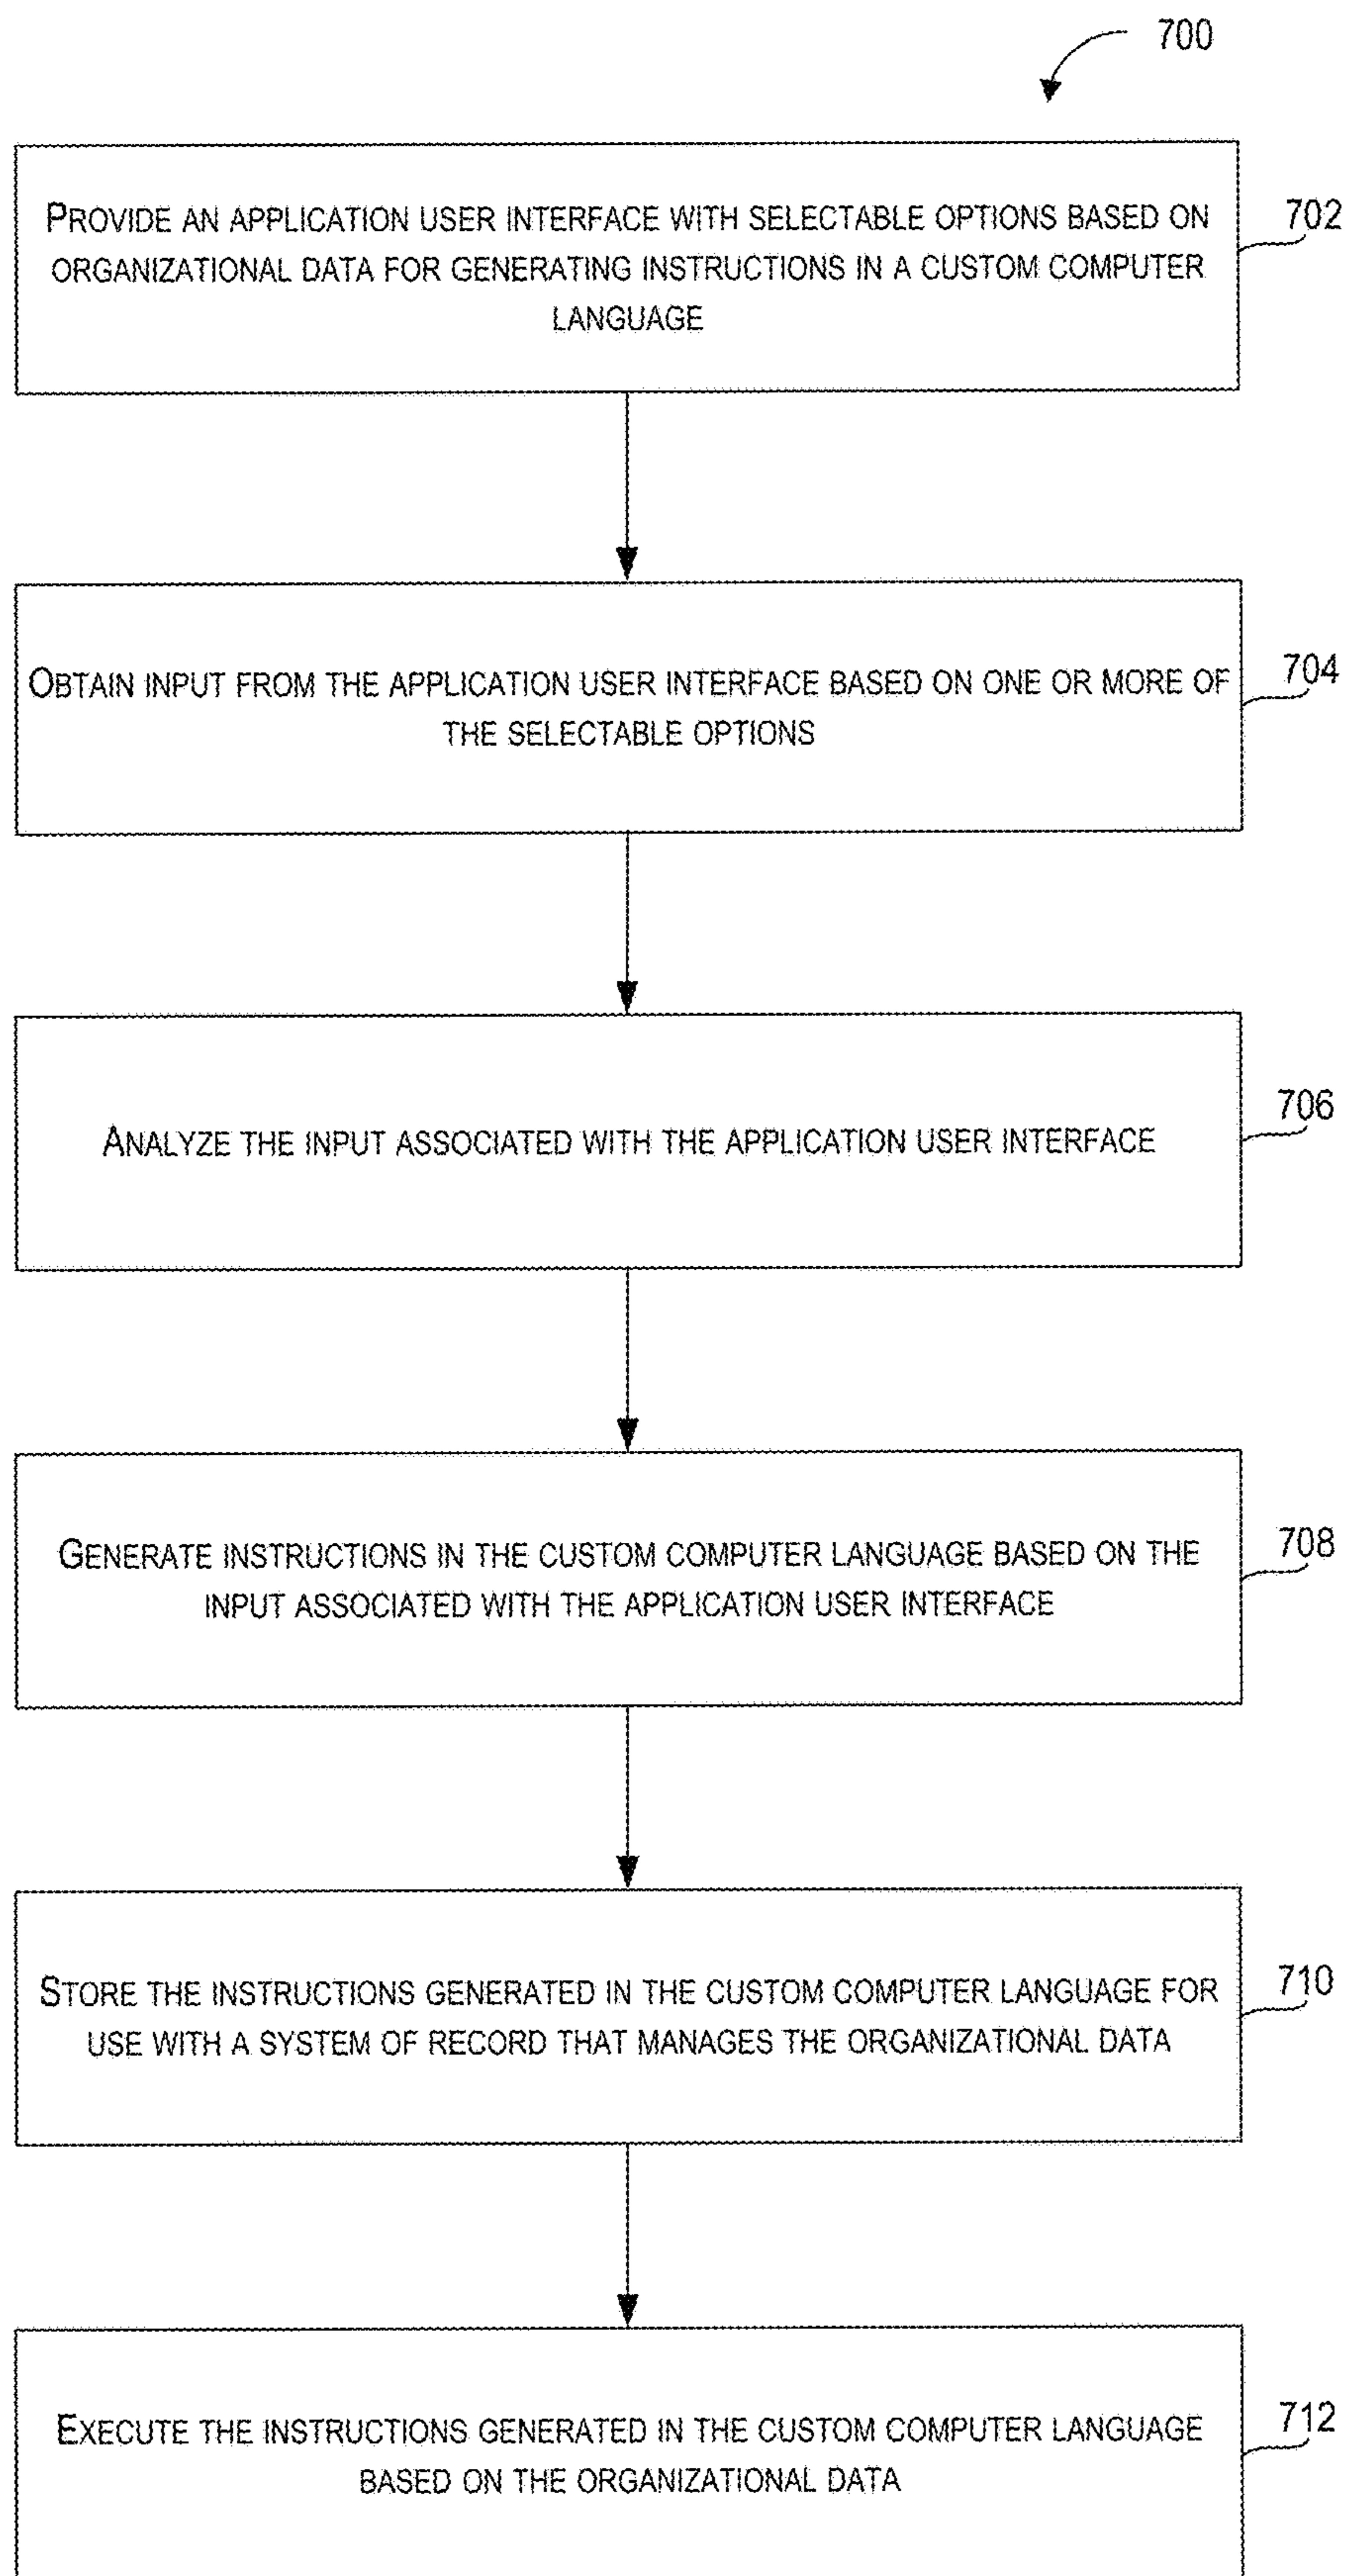 700
PROVIDE AN APPLICATION USER INTERFACE WITH SELECTABLE OPTIONS BASED ON
ORGANIZATIONAL DATA FOR GENERATING INSTRUCTIONS IN A CUSTOM COMPUTER
LANGUAGE
702
OBTAIN INPUT FROM THE APPLICATION USER INTERFACE BASED ON ONE OR MORE OF
THE SELECTABLE OPTIONS
704
ANALYZE THE INPUT ASSOCIATED WITH THE APPLICATION USER INTERFACE
706
GENERATE INSTRUCTIONS IN THE CUSTOM COMPUTER LANGUAGE BASED ON THE
INPUT ASSOCIATED WITH THE APPLICATION USER INTERFACE
708
STORE THE INSTRUCTIONS GENERATED IN THE CUSTOM COMPUTER LANGUAGE FOR
USE WITH A SYSTEM OF RECORD THAT MANAGES THE ORGANIZATIONAL DATA
710
EXECUTE THE INSTRUCTIONS GENERATED IN THE CUSTOM COMPUTER LANGUAGE
BASED ON THE ORGANIZATIONAL DATA
712